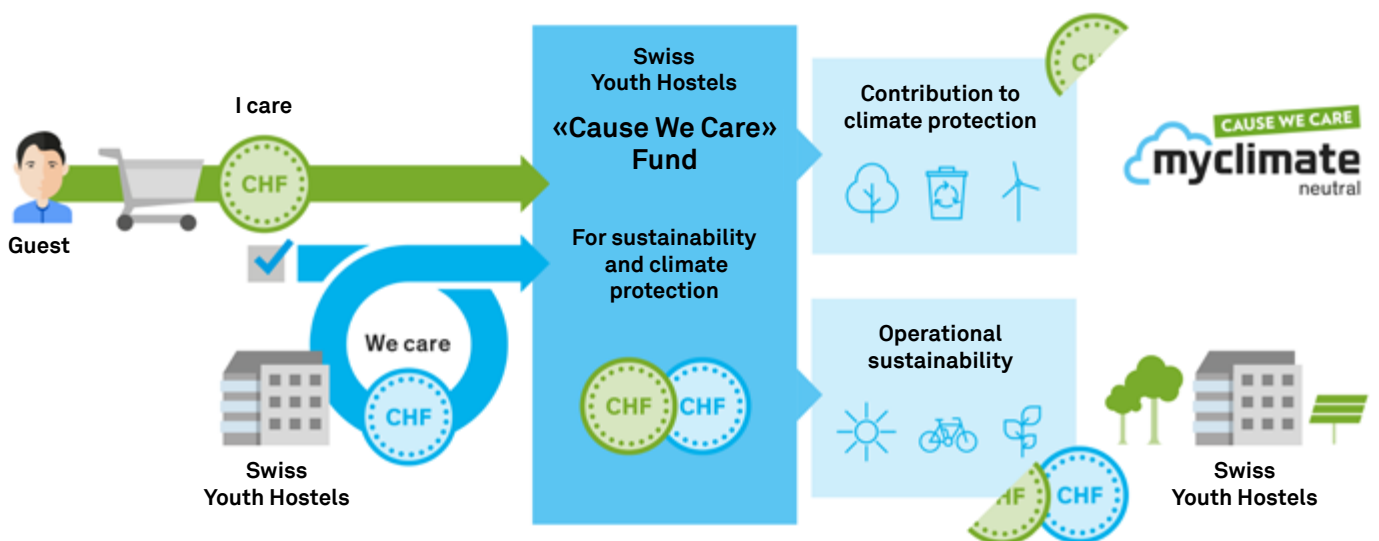 I care
CHF
Guest
We care
CHF
Swiss
Youth Hostels
Swiss
Youth Hostels
«Cause We Care»
Fund
For sustainability
and climate
protection
CHF
CHF
Contribution to
climate protection
CH
CAUSE WE CARE
myclimate
neutral
Operational
sustainability
HF
CHF
Swiss
Youth Hostels